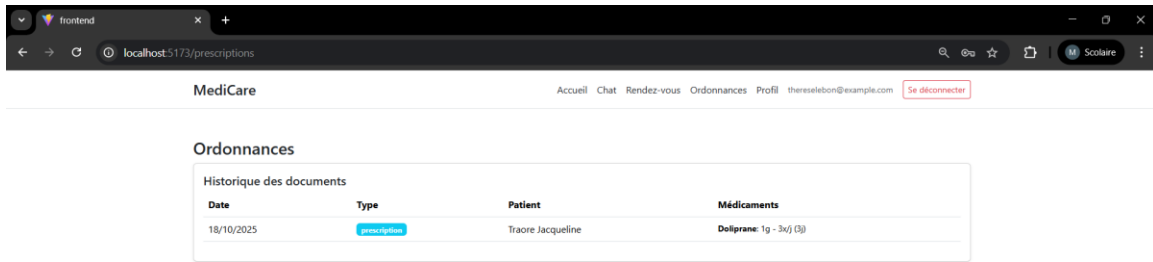 frontend
localhost:5173/prescriptions
M Scolaire
MediCare Accueil Chat Rendez-vous Ordonnances Profil thereselebon@example.com Se déconnecter
Ordonnances
Historique des documents
Date Type Patient Médicaments
18/10/2025 prescription Traore Jacqueline Doliprane: 1g - 3x/j (3j)